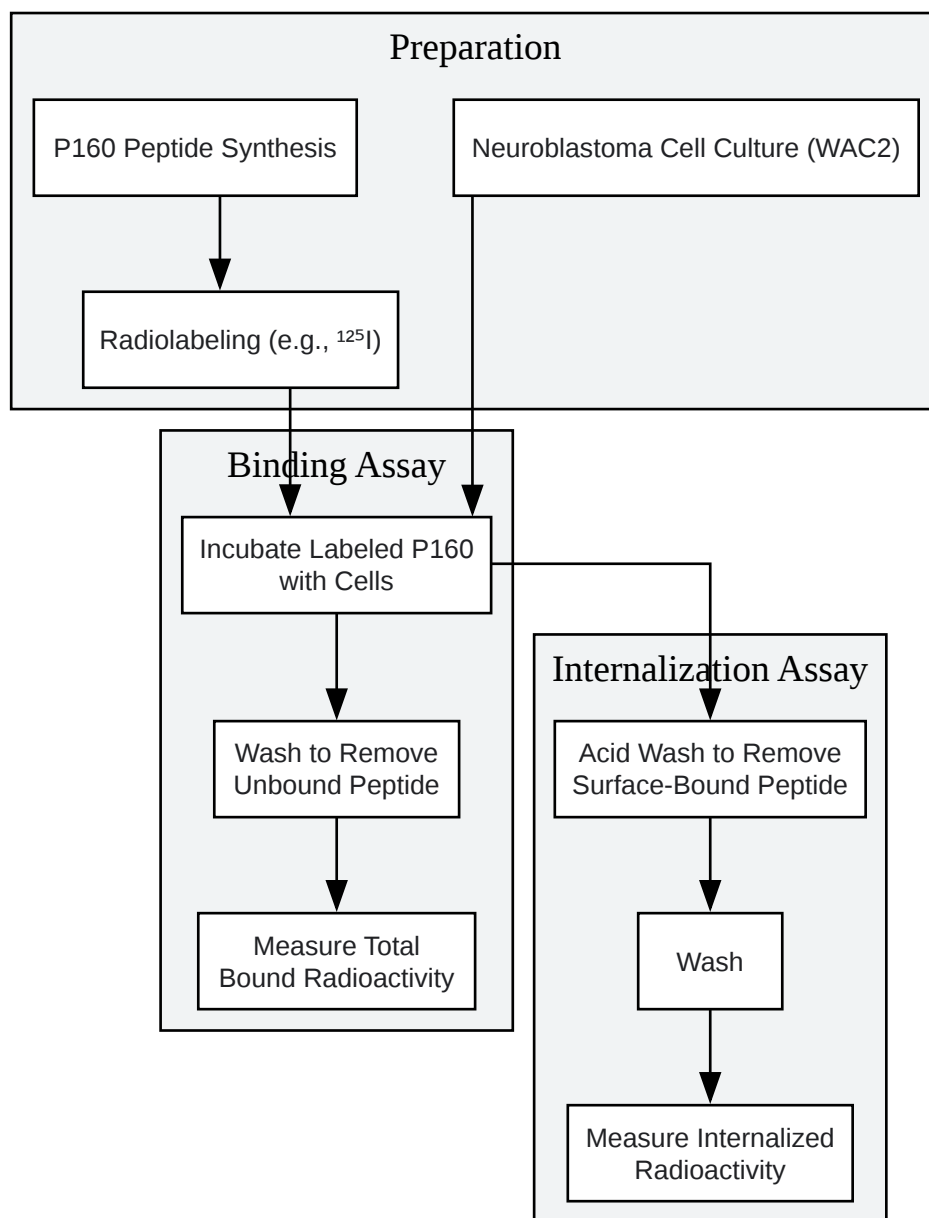 Preparation
P160 Peptide Synthesis
Neuroblastoma Cell Culture (WAC2)
Radiolabeling (e.g., ¹²⁵I)
Binding Assay
Incubate Labeled P160
with Cells
Wash to Remove
Unbound Peptide
Measure Total
Bound Radioactivity
Internalization Assay
Acid Wash to Remove
Surface-Bound Peptide
Wash
Measure Internalized
Radioactivity